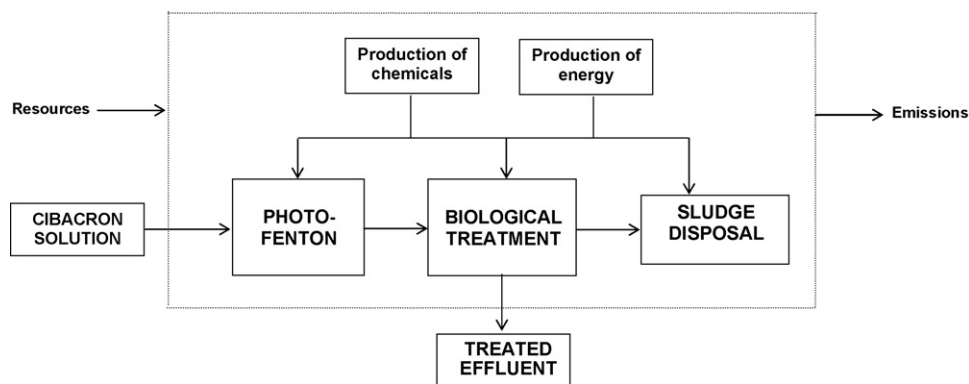 Production of
chemicals
Production of
energy
Resources
Emissions
CIBACRON
SOLUTION
PHOTO-
FENTON
BIOLOGICAL
TREATMENT
SLUDGE
DISPOSAL
TREATED
EFFLUENT